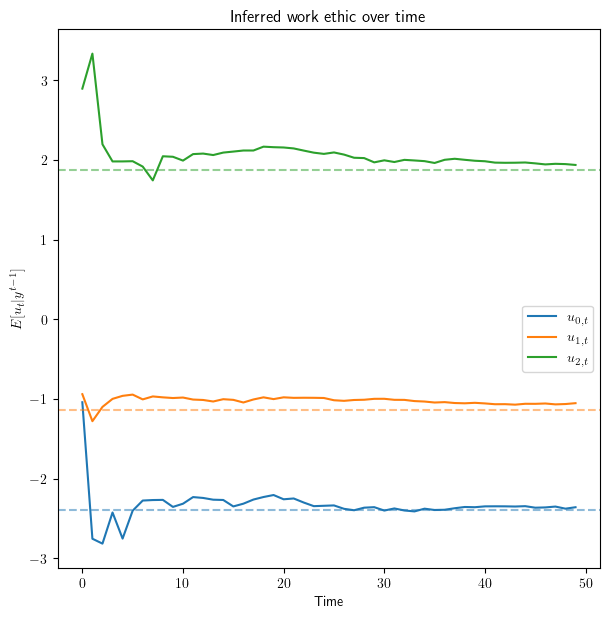 Inferred work ethic over time
3
2
1
0
−1
−2
−3
E[u_t|y^{t−1}]
u_{0,t}
u_{1,t}
u_{2,t}
0 10 20 30 40 50
Time